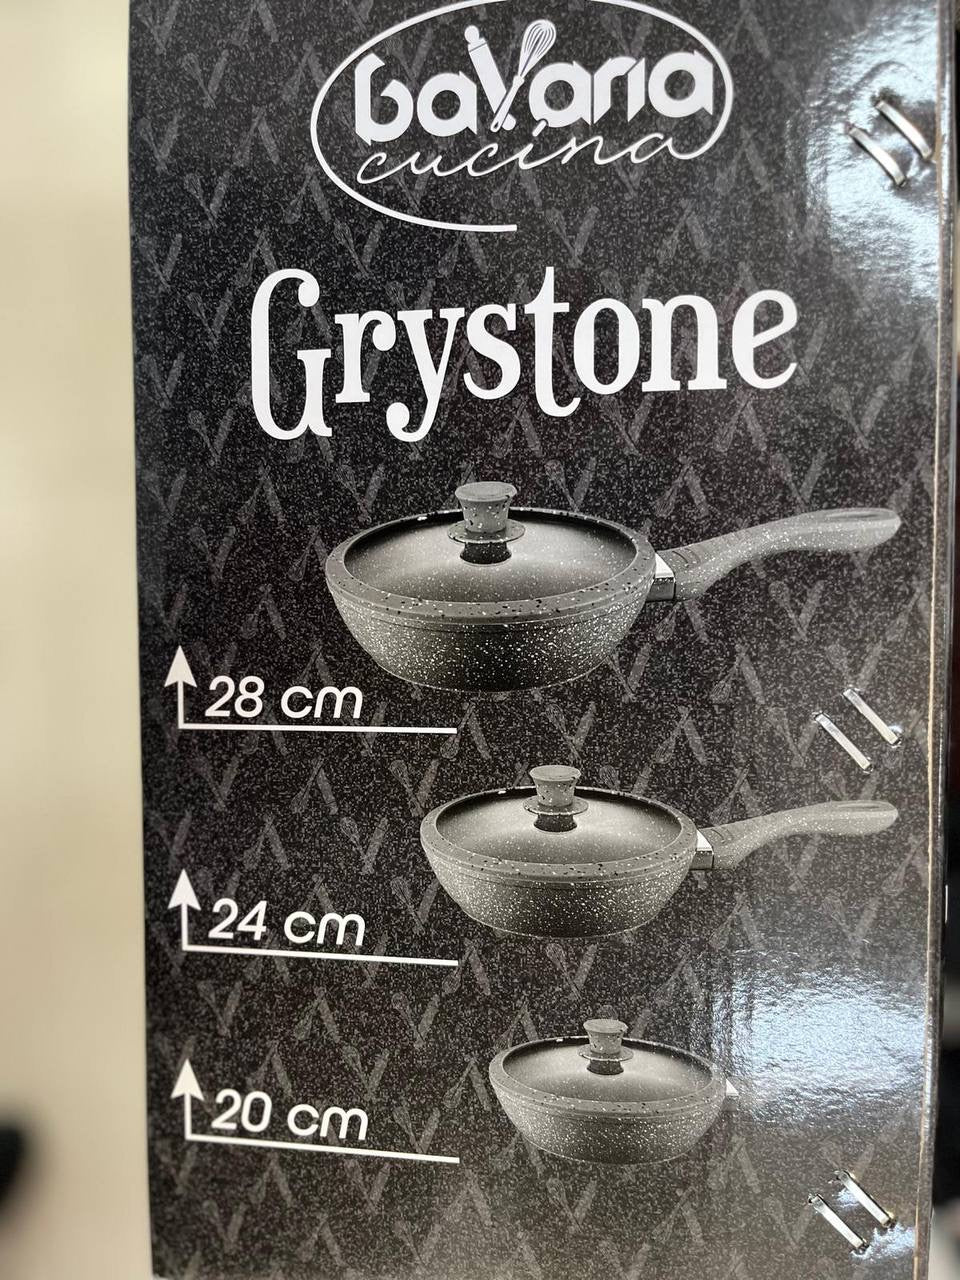 baVaria
cucina
Grystone
28 cm
24 cm
20 cm